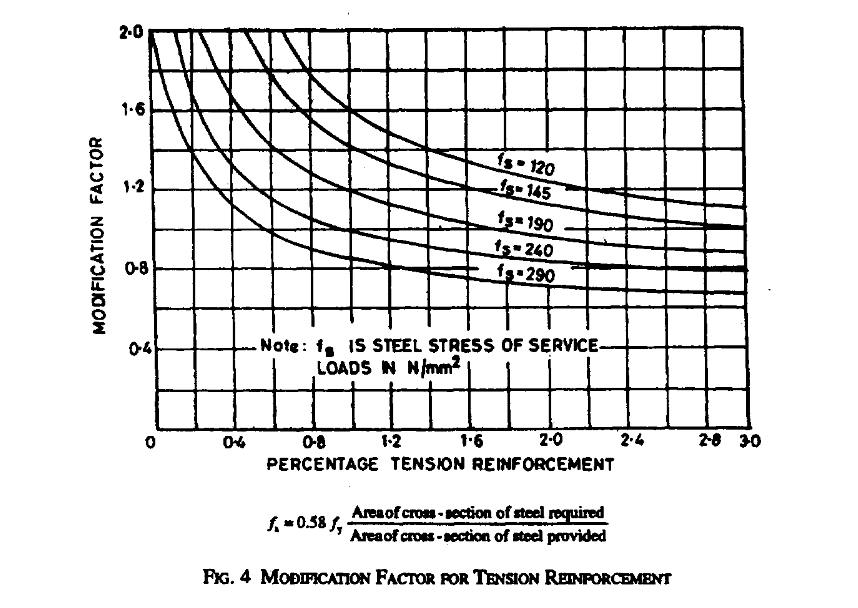 2.0
1.6
1.2
0.8
0.4
MODIFICATION FACTOR
fs = 120
fs = 145
fs = 190
fs = 240
fs = 290
Note: fs IS STEEL STRESS OF SERVICE
LOADS IN N/mm²
0 0.4 0.8 1.2 1.6 2.0 2.4 2.8 3.0
PERCENTAGE TENSION REINFORCEMENT
fs = 0.58 fy Area of cross-section of steel required
Area of cross-section of steel provided
FIG. 4 MODIFICATION FACTOR FOR TENSION REINFORCEMENT